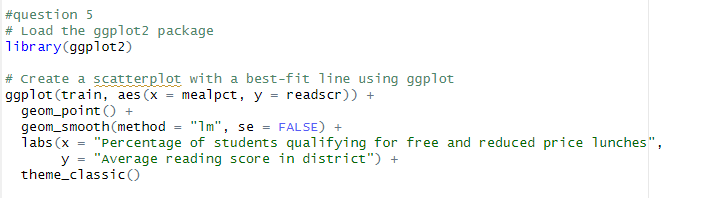 #question 5
# Load the ggplot2 package
library(ggplot2)
# Create a scatterplot with a best-fit line using ggplot
ggplot(train, aes(x = mealpct, y = readscr)) +
  geom_point() +
  geom_smooth(method = "lm", se = FALSE) +
  labs(x = "Percentage of students qualifying for free and reduced price lunches",
       y = "Average reading score in district") +
  theme_classic()